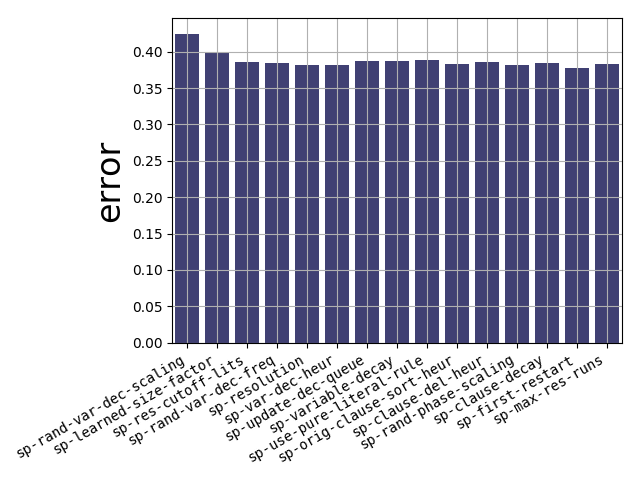 error
0.40
0.35
0.30
0.25
0.20
0.15
0.10
0.05
0.00
sp-rand-var-dec-scaling
sp-learned-size-factor
sp-res-cutoff-lits
sp-rand-var-dec-freq
sp-resolution
sp-var-dec-heur
sp-update-dec-queue
sp-variable-decay
sp-use-pure-literal-rule
sp-orig-clause-sort-heur
sp-clause-del-heur
sp-rand-phase-scaling
sp-clause-decay
sp-first-restart
sp-max-res-runs